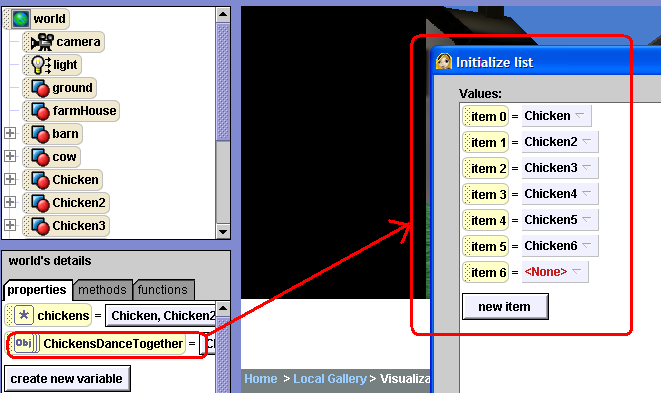 world
camera
light
ground
farmHouse
barn
cow
Chicken
Chicken2
Chicken3
world's details
properties methods functions
chickens = Chicken, Chicken2
Obj ChickensDanceTogether =
create new variable
Initialize list
Values:
item 0 = Chicken
item 1 = Chicken2
item 2 = Chicken3
item 3 = Chicken4
item 4 = Chicken5
item 5 = Chicken6
item 6 = <None>
new item
Home > Local Gallery > Visualiza